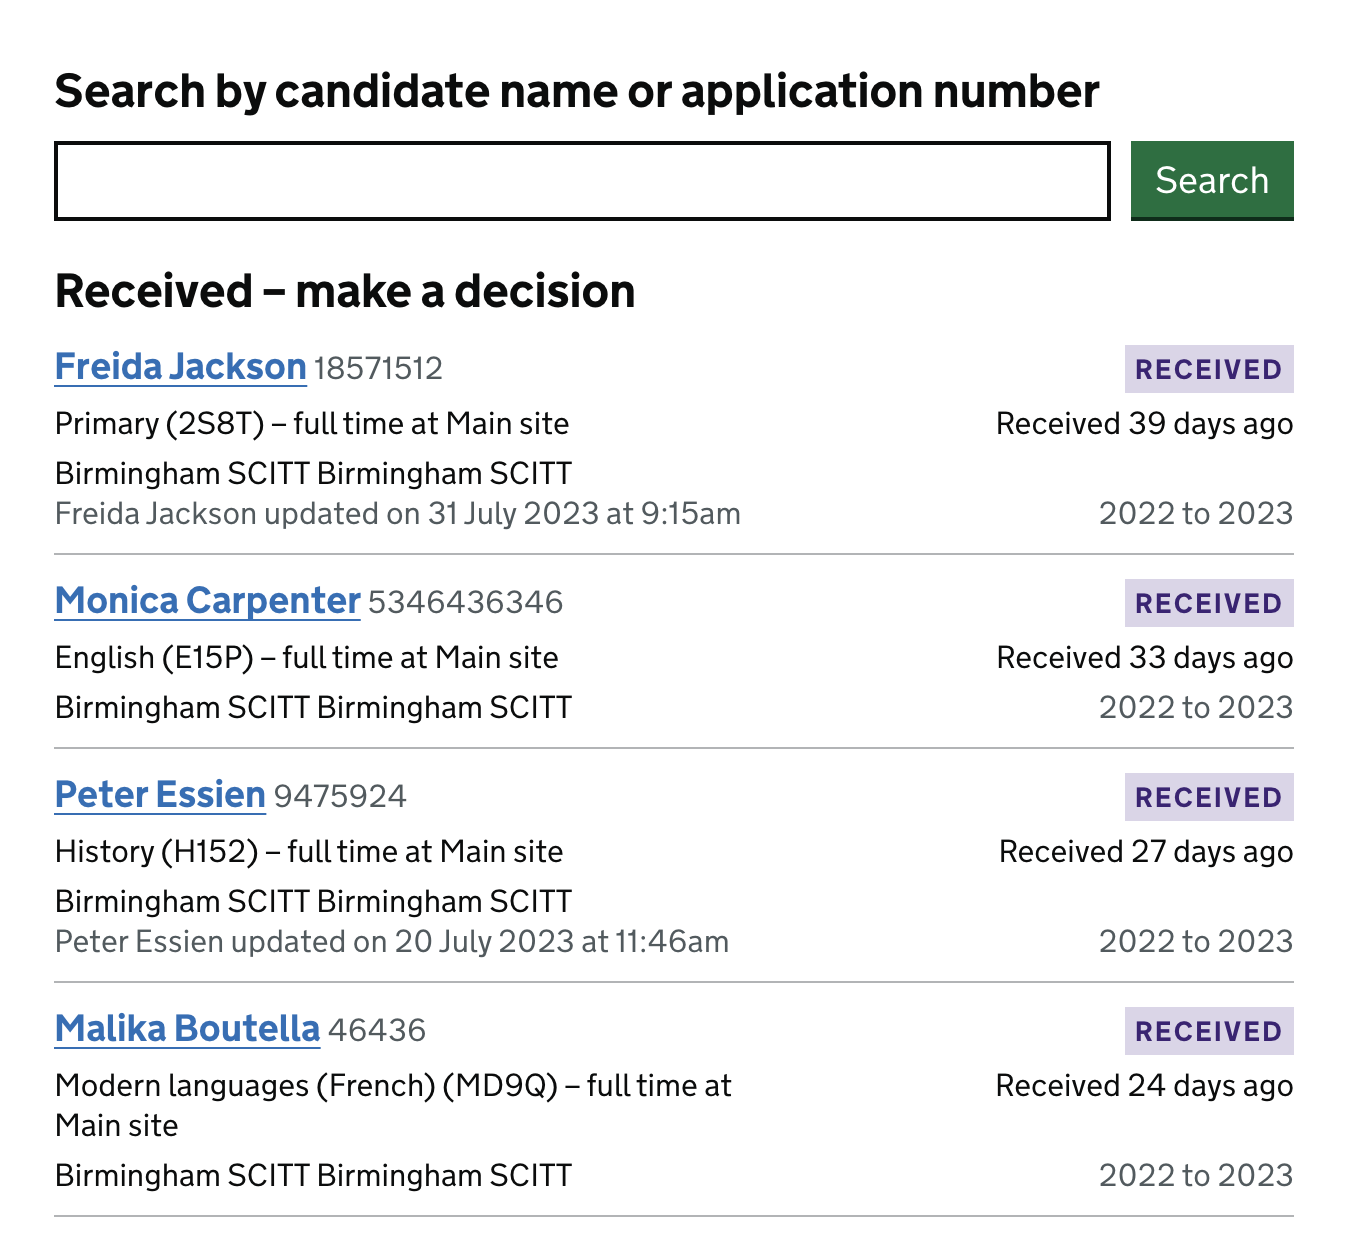 Search by candidate name or application number
Search
Received – make a decision
Freida Jackson 18571512 RECEIVED
Primary (2S8T) – full time at Main site Received 39 days ago
Birmingham SCITT Birmingham SCITT
Freida Jackson updated on 31 July 2023 at 9:15am 2022 to 2023
Monica Carpenter 5346436346 RECEIVED
English (E15P) – full time at Main site Received 33 days ago
Birmingham SCITT Birmingham SCITT 2022 to 2023
Peter Essien 9475924 RECEIVED
History (H152) – full time at Main site Received 27 days ago
Birmingham SCITT Birmingham SCITT
Peter Essien updated on 20 July 2023 at 11:46am 2022 to 2023
Malika Boutella 46436 RECEIVED
Modern languages (French) (MD9Q) – full time at Received 24 days ago
Main site
Birmingham SCITT Birmingham SCITT 2022 to 2023